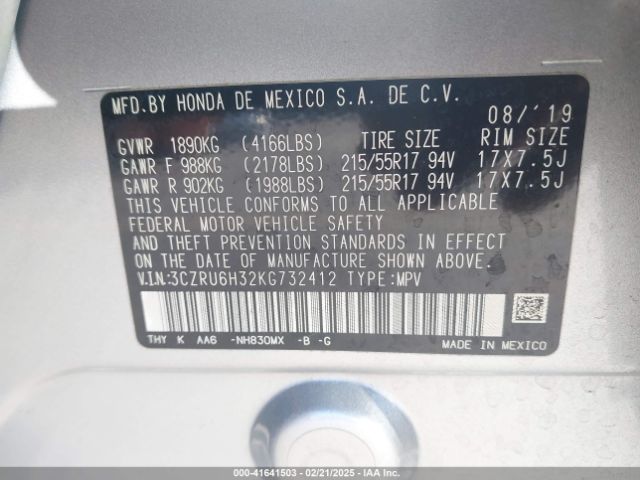 MFD.BY HONDA DE MEXICO S.A. DE C.V.
08/'19
GVWR 1890KG (4166LBS) TIRE SIZE RIM SIZE
GAWR F 988KG (2178LBS) 215/55R17 94V 17X7.5J
GAWR R 902KG (1988LBS) 215/55R17 94V 17X7.5J
THIS VEHICLE CONFORMS TO ALL APPLICABLE
FEDERAL MOTOR VEHICLE SAFETY
AND THEFT PREVENTION STANDARDS IN EFFECT
ON THE DATE OF MANUFACTURE SHOWN ABOVE.
V.I.N:3CZRU6H32KG732412 TYPE:MPV
THY K AA6 -NH830MX -B -G
MADE IN MEXICO
000-41641503 - 02/21/2025 - IAA Inc.